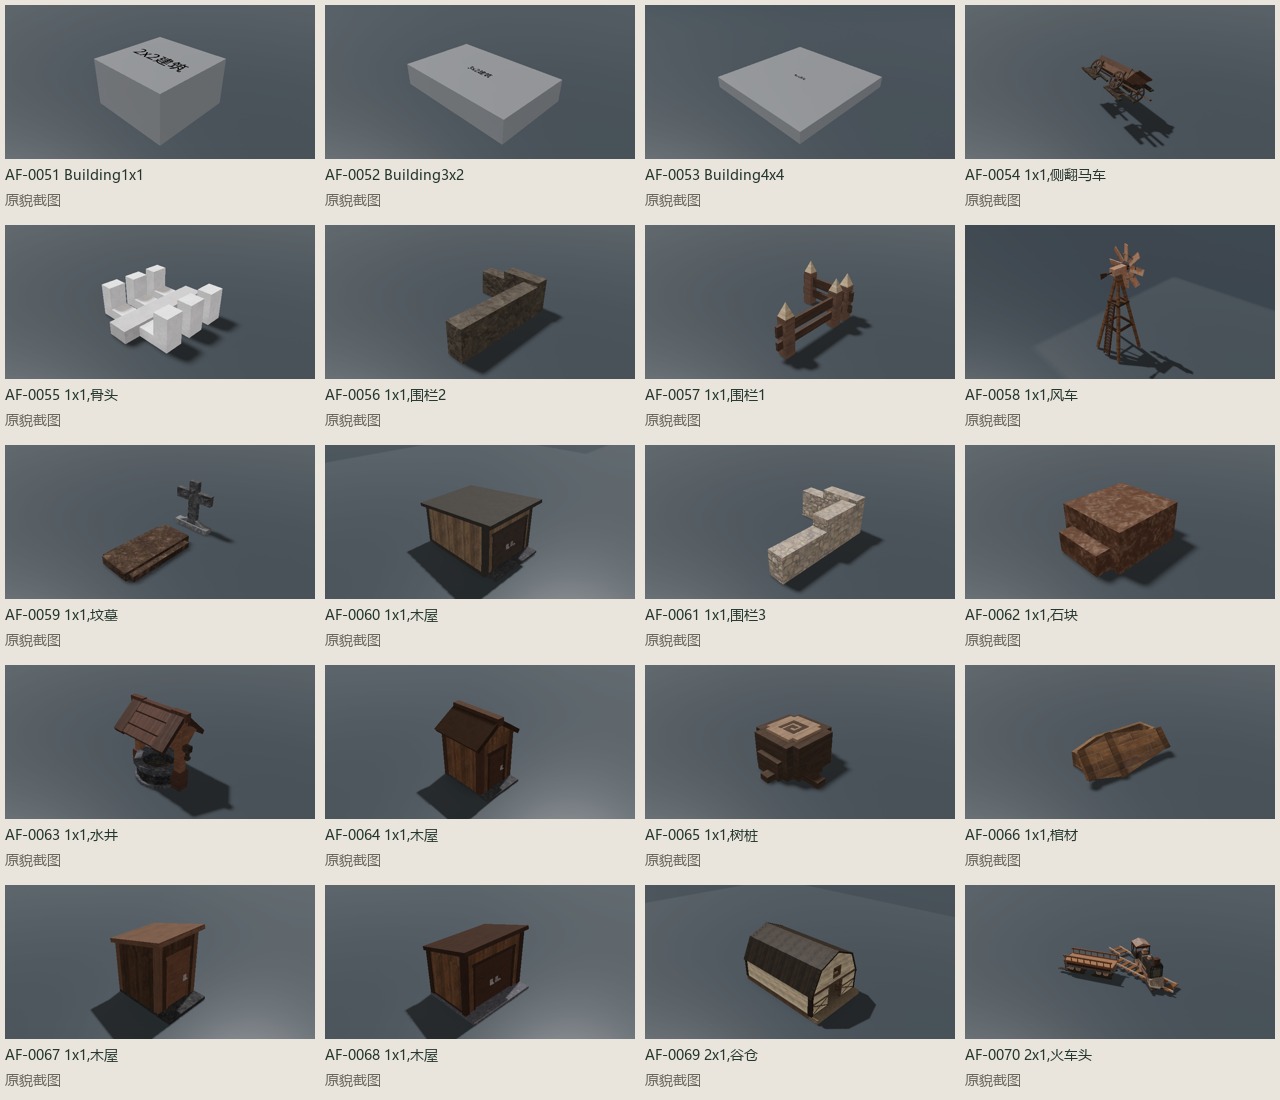 2x2建筑
3x2建筑
AF-0051 Building1x1
AF-0052 Building3x2
AF-0053 Building4x4
AF-0054 1x1,侧翻马车
原貌截图
原貌截图
原貌截图
原貌截图
AF-0055 1x1,骨头
AF-0056 1x1,围栏2
AF-0057 1x1,围栏1
AF-0058 1x1,风车
原貌截图
原貌截图
原貌截图
原貌截图
AF-0059 1x1,坟墓
AF-0060 1x1,木屋
AF-0061 1x1,围栏3
AF-0062 1x1,石块
原貌截图
原貌截图
原貌截图
原貌截图
AF-0063 1x1,水井
AF-0064 1x1,木屋
AF-0065 1x1,树桩
AF-0066 1x1,棺材
原貌截图
原貌截图
原貌截图
原貌截图
AF-0067 1x1,木屋
AF-0068 1x1,木屋
AF-0069 2x1,谷仓
AF-0070 2x1,火车头
原貌截图
原貌截图
原貌截图
原貌截图